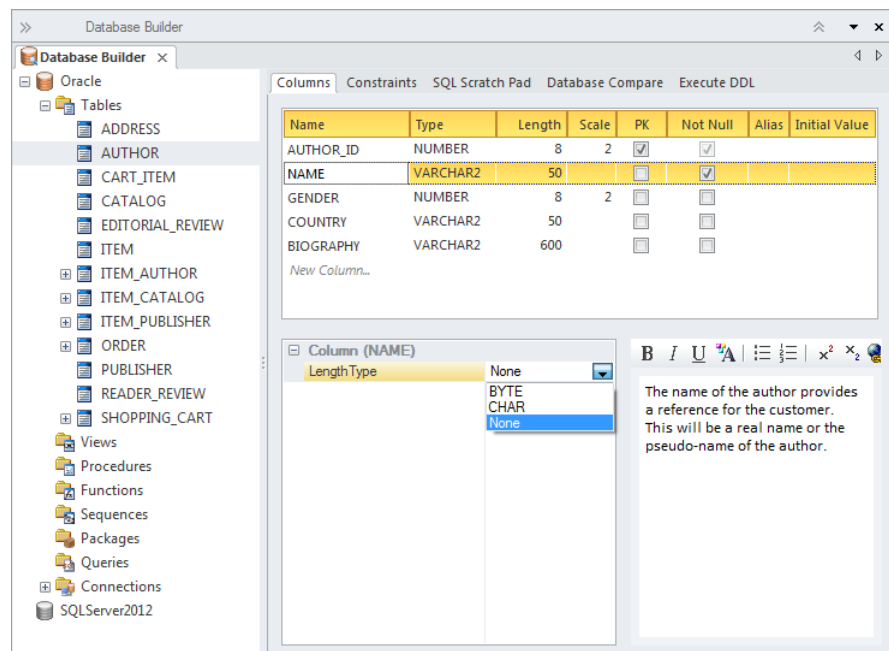 Database Builder
Database Builder
Oracle
Tables
ADDRESS
AUTHOR
CART_ITEM
CATALOG
EDITORIAL_REVIEW
ITEM
ITEM_AUTHOR
ITEM_CATALOG
ITEM_PUBLISHER
ORDER
PUBLISHER
READER_REVIEW
SHOPPING_CART
Views
Procedures
Functions
Sequences
Packages
Queries
Connections
SQLServer2012
Columns Constraints SQL Scratch Pad Database Compare Execute DDL
Name Type Length Scale PK Not Null Alias Initial Value
AUTHOR_ID NUMBER 8 2
NAME VARCHAR2 50
GENDER NUMBER 8 2
COUNTRY VARCHAR2 50
BIOGRAPHY VARCHAR2 600
New Column...
Column (NAME)
LengthType None
BYTE
CHAR
None
B I U A x² x₂
The name of the author provides
a reference for the customer.
This will be a real name or the
pseudo-name of the author.